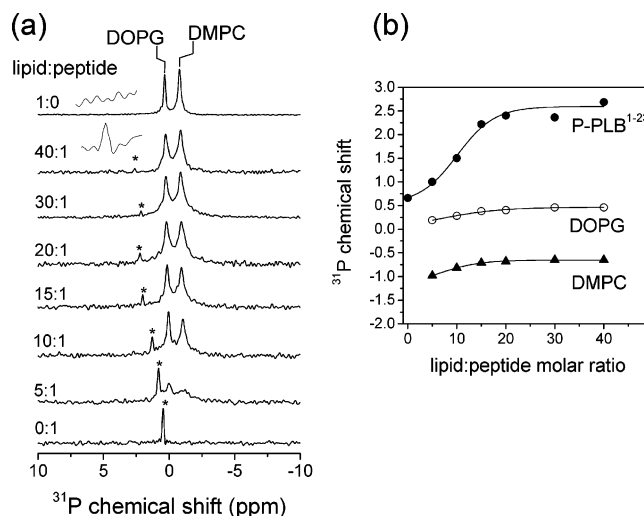 (a)
DOPG DMPC
lipid:peptide
1:0
40:1
*
30:1
*
20:1
*
15:1
*
10:1
*
5:1
*
0:1
*
10 5 0 -5 -10
31P chemical shift (ppm)
(b)
31P chemical shift
3.0
2.5
2.0
1.5
1.0
0.5
0.0
-0.5
-1.0
-1.5
-2.0
P-PLB1-23
DOPG
DMPC
0 10 20 30 40
lipid:peptide molar ratio